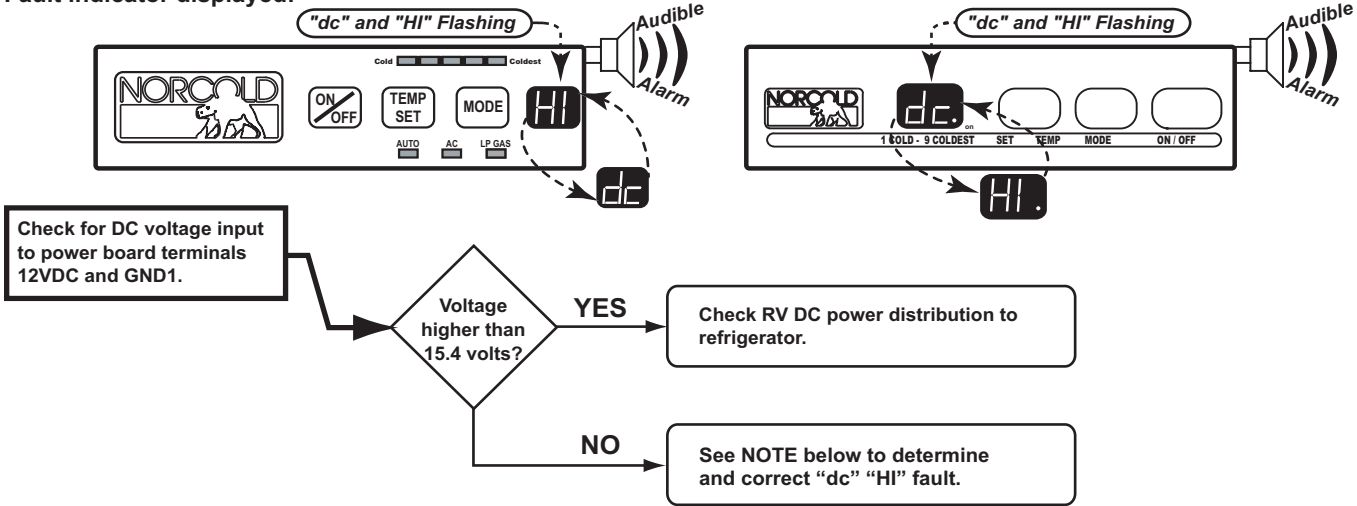 Fault indicator displayed:
"dc" and "HI" Flashing
Audible
Alarm
Cold
Coldest
NORCOLD
ON/OFF
TEMP SET
MODE
HI
AUTO
AC
LP GAS
dc
"dc" and "HI" Flashing
Audible
Alarm
NORCOLD
dc.
on
1 COLD - 9 COLDEST
SET
TEMP
MODE
ON / OFF
HI .
Check for DC voltage input
to power board terminals
12VDC and GND1.
Voltage
higher than
15.4 volts?
YES
Check RV DC power distribution to
refrigerator.
NO
See NOTE below to determine
and correct “dc” “HI” fault.